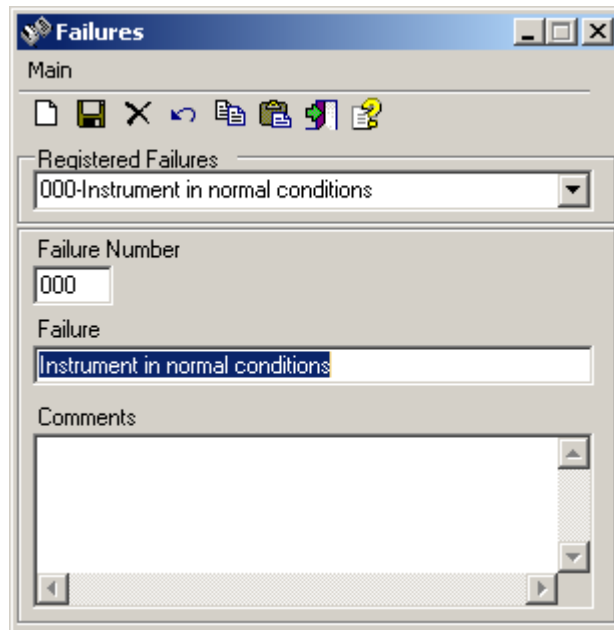 Failures
Main
Registered Failures
000-Instrument in normal conditions
Failure Number
000
Failure
Instrument in normal conditions
Comments